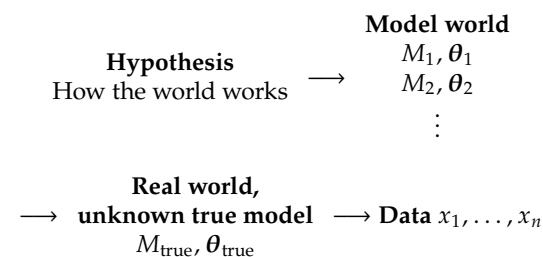 Model world
Hypothesis
How the world works
⟶
M₁, θ₁
M₂, θ₂
⋮
⟶
Real world,
unknown true model
M_true, θ_true
⟶ Data x₁, . . . , xₙ